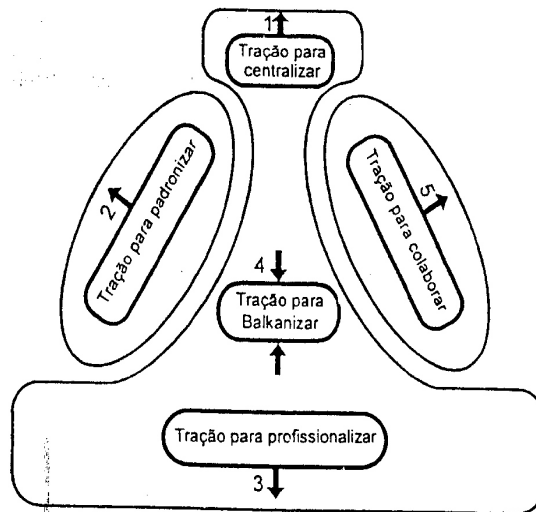 1
Tração para
centralizar
2
Tração para padronizar
5
Tração para colaborar
4
Tração para
Balkanizar
Tração para profissionalizar
3